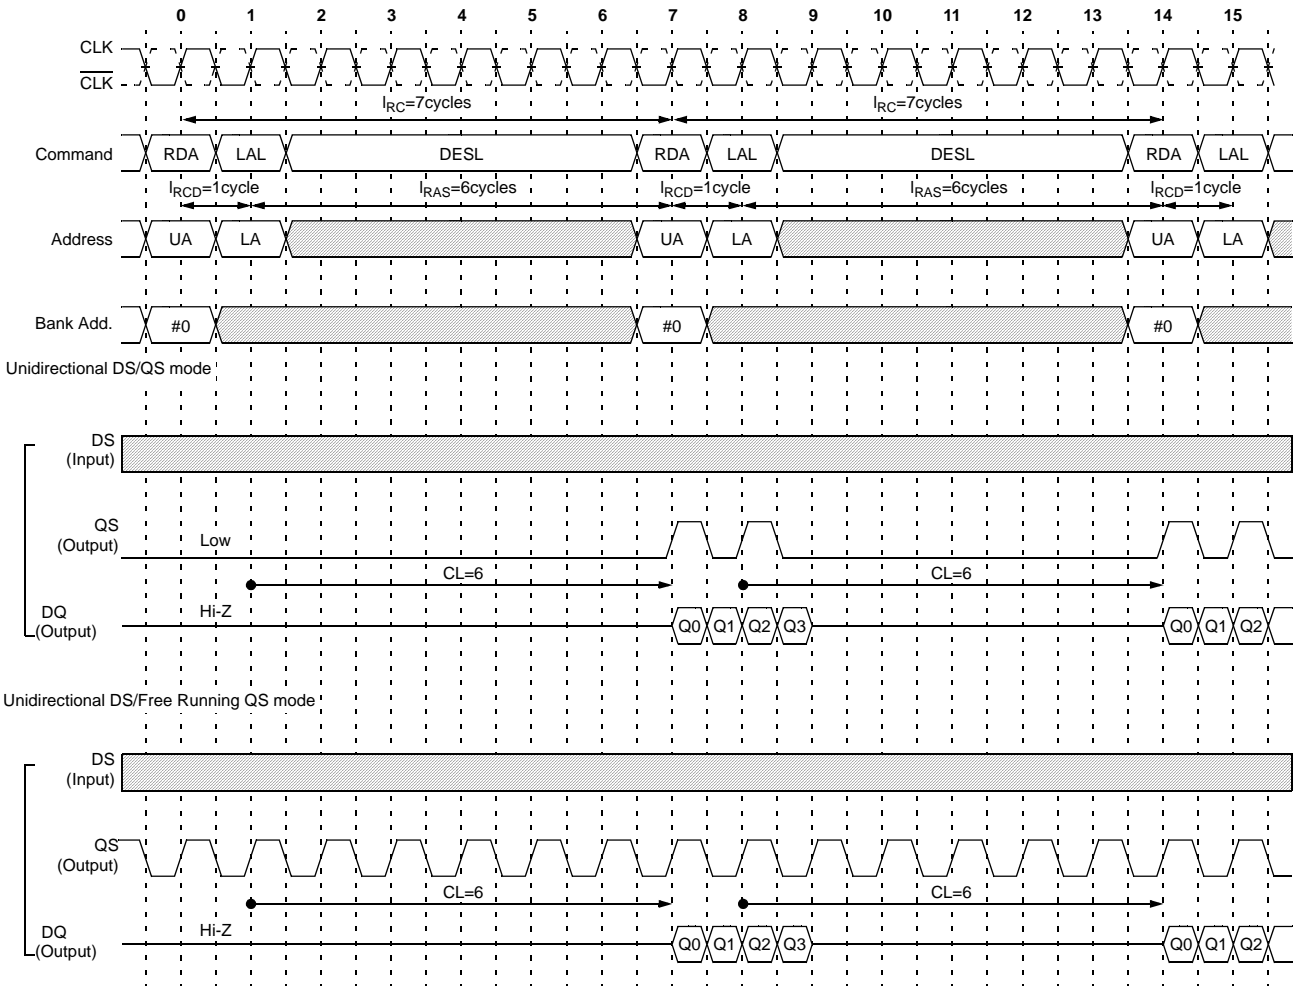 0 1 2 3 4 5 6 7 8 9 10 11 12 13 14 15
CLK
CLK
IRC=7cycles IRC=7cycles
Command RDA LAL DESL RDA LAL DESL RDA LAL
IRCD=1cycle IRAS=6cycles IRCD=1cycle IRAS=6cycles IRCD=1cycle
Address UA LA UA LA UA LA
Bank Add. #0 #0 #0
Unidirectional DS/QS mode
DS
(Input)
QS
(Output) Low
CL=6 CL=6
DQ Hi-Z
(Output) Q0 Q1 Q2 Q3 Q0 Q1 Q2
Unidirectional DS/Free Running QS mode
DS
(Input)
QS
(Output)
CL=6 CL=6
DQ Hi-Z
(Output) Q0 Q1 Q2 Q3 Q0 Q1 Q2